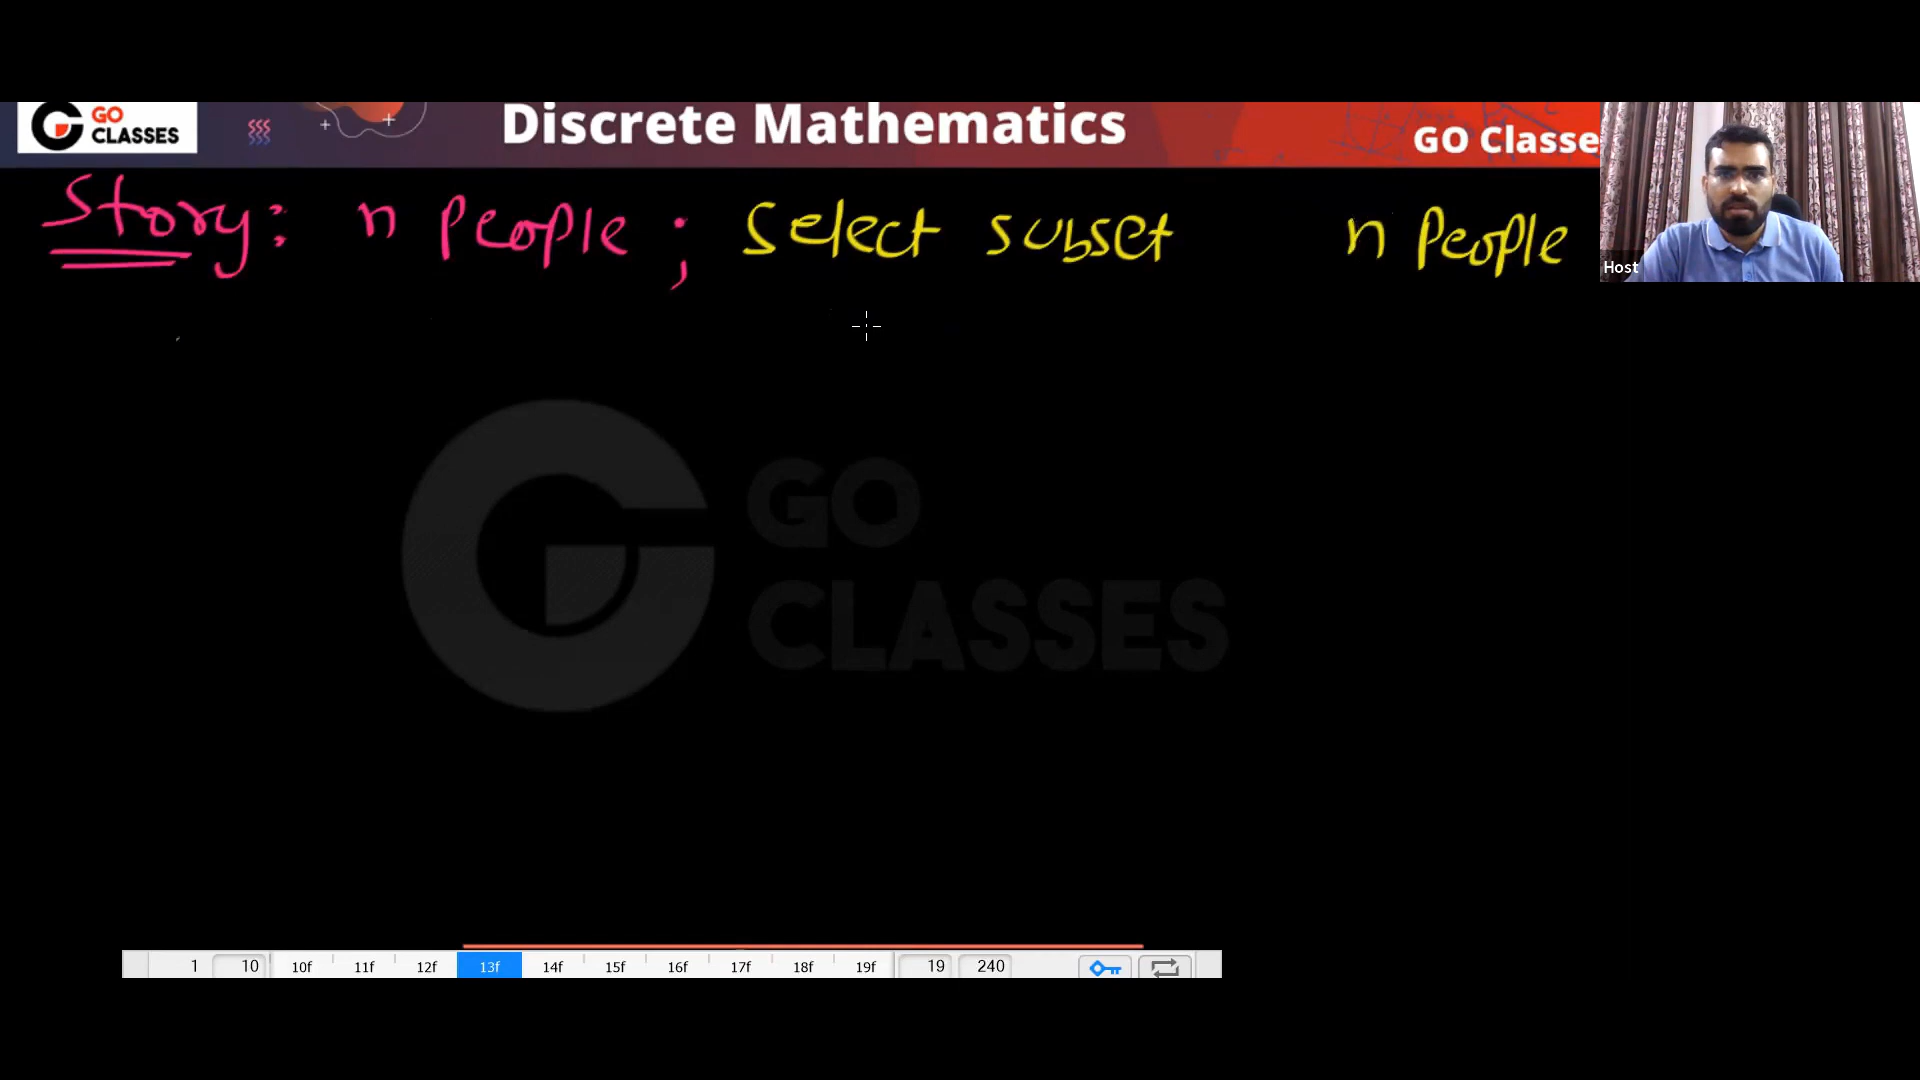 GO
CLASSES
Discrete Mathematics
GO Classe
Story: n people; select subset n people
Host
GO
CLASSES
1 10 10f 11f 12f 13f 14f 15f 16f 17f 18f 19f 19 240